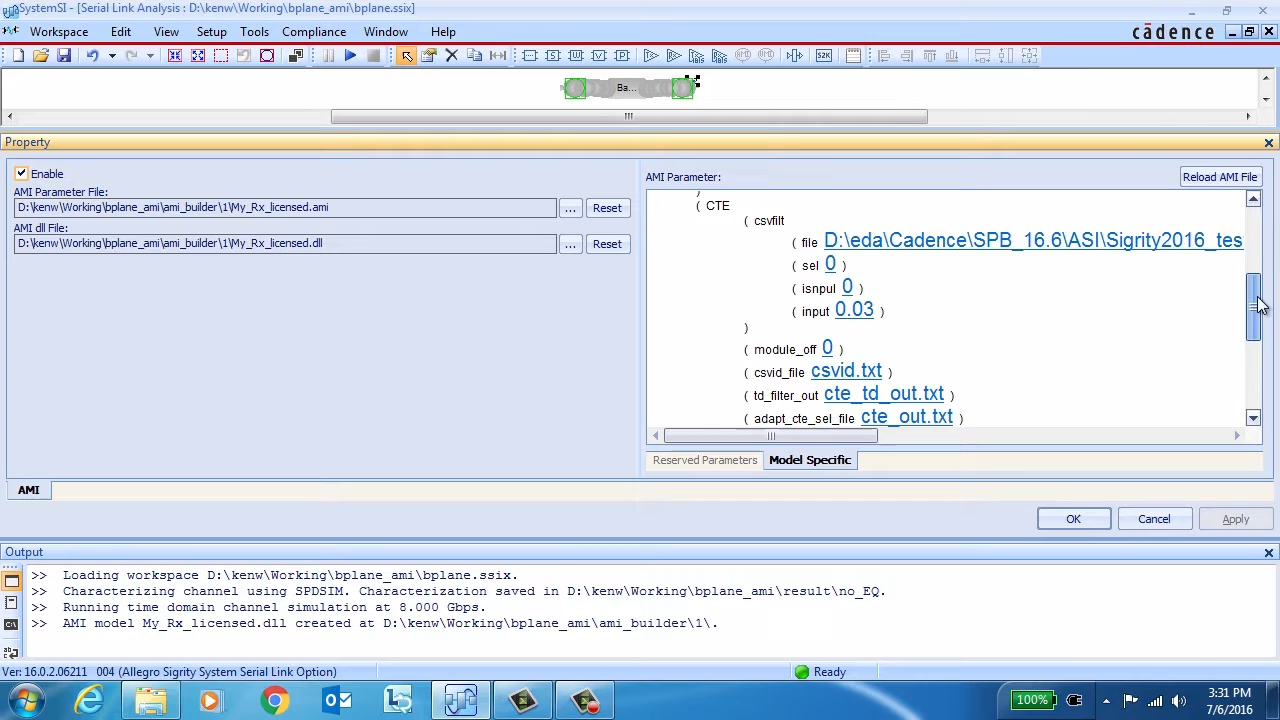 SystemSI - [Serial Link Analysis : D:\kenw\Working\bplane_ami\bplane.ssix]
Workspace Edit View Setup Tools Compliance Window Help
cādence
Ba...
Property
Enable
AMI Parameter File:
D:\kenw\Working\bplane_ami\ami_builder\1\My_Rx_licensed.ami ... Reset
AMI dll File:
D:\kenw\Working\bplane_ami\ami_builder\1\My_Rx_licensed.dll ... Reset
AMI Parameter: Reload AMI File
)
( CTE
( csvfilt
( file D:\eda\Cadence\SPB_16.6\ASI\Sigrity2016_tes
( sel 0 )
( isnpul 0 )
( input 0.03 )
)
( module_off 0 )
( csvid_file csvid.txt )
( td_filter_out cte_td_out.txt )
( adapt_cte_sel_file cte_out.txt )
Reserved Parameters Model Specific
AMI
OK Cancel Apply
Output
>> Loading workspace D:\kenw\Working\bplane_ami\bplane.ssix.
>> Characterizing channel using SPDSIM. Characterization saved in D:\kenw\Working\bplane_ami\result\no_EQ.
>> Running time domain channel simulation at 8.000 Gbps.
>> AMI model My_Rx_licensed.dll created at D:\kenw\Working\bplane_ami\ami_builder\1\.
Ver: 16.0.2.06211 004 (Allegro Sigrity System Serial Link Option) Ready
100% 3:31 PM
7/6/2016